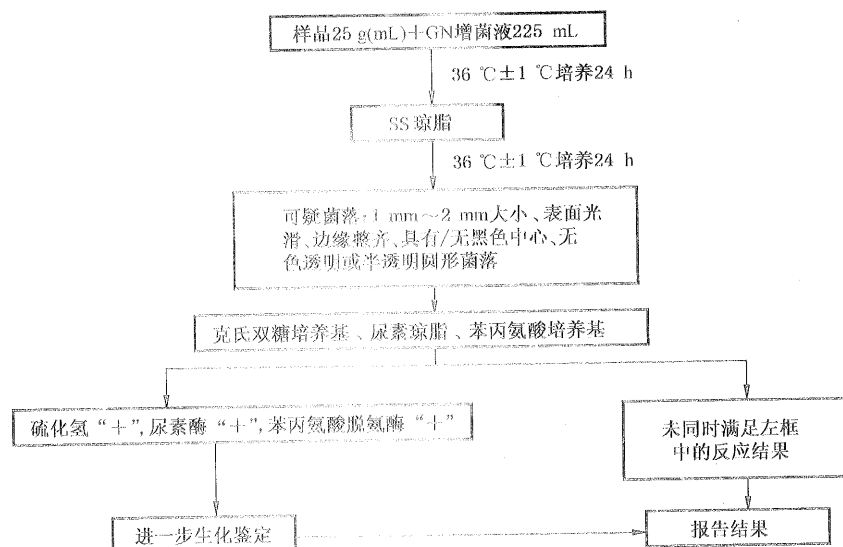 样品25 g(mL)＋GN增菌液225 mL
36 ℃±1 ℃培养24 h
SS琼脂
36 ℃±1 ℃培养24 h
可疑菌落:1 mm～2 mm大小、表面光
滑、边缘整齐、具有/无黑色中心、无
色透明或半透明圆形菌落
克氏双糖培养基、尿素琼脂、苯丙氨酸培养基
硫化氢“＋”,尿素酶“＋”,苯丙氨酸脱氨酶“＋”
未同时满足左框
中的反应结果
进一步生化鉴定
报告结果